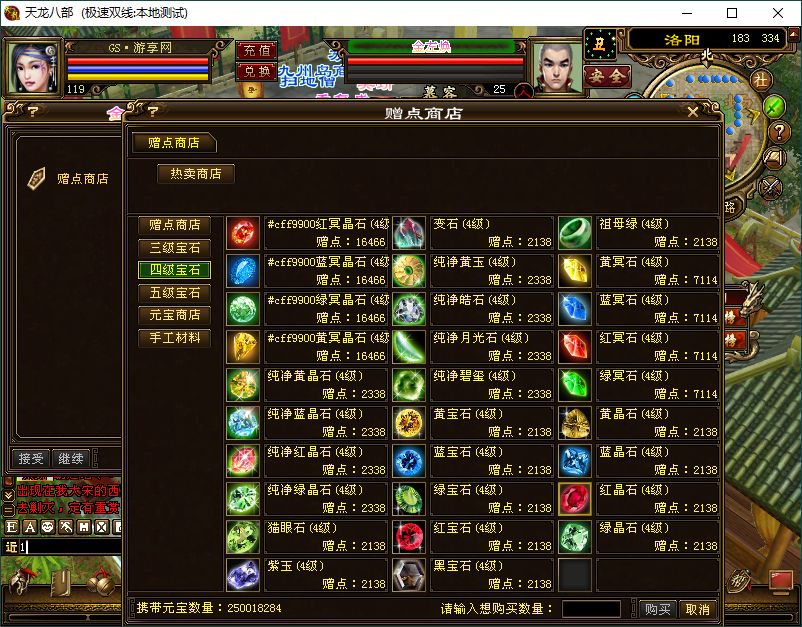 天龙八部 (极速双线:本地测试)
GS·游享网
119
充值
兑换
金左换
慕容
25
丑
安全
洛阳
183 334
北
社
?
赠点商店
赠点商店
赠点商店
热卖商店
赠点商店
三级宝石
四级宝石
五级宝石
元宝商店
手工材料
#cff9900红冥晶石(4级
赠点：16466
变石(4级)
赠点：2138
祖母绿(4级)
赠点：2138
#cff9900蓝冥晶石(4级
赠点：16466
纯净黄玉(4级)
赠点：2338
黄冥石(4级)
赠点：7114
#cff9900绿冥晶石(4级
赠点：16466
纯净皓石(4级)
赠点：2338
蓝冥石(4级)
赠点：7114
#cff9900黄冥晶石(4级
赠点：16466
纯净月光石(4级)
赠点：2338
红冥石(4级)
赠点：7114
纯净黄晶石(4级)
赠点：2338
纯净碧玺(4级)
赠点：2338
绿冥石(4级)
赠点：7114
纯净蓝晶石(4级)
赠点：2338
黄宝石(4级)
赠点：2138
黄晶石(4级)
赠点：2138
纯净红晶石(4级)
赠点：2338
蓝宝石(4级)
赠点：2138
蓝晶石(4级)
赠点：2138
纯净绿晶石(4级)
赠点：2338
绿宝石(4级)
赠点：2138
红晶石(4级)
赠点：2138
猫眼石(4级)
赠点：2138
红宝石(4级)
赠点：2138
绿晶石(4级)
赠点：2138
紫玉(4级)
赠点：2138
黑宝石(4级)
赠点：2138
接受
继续
出现在我大宋的西
近 1
携带元宝数量：250018284
请输入想购买数量：
购买
取消